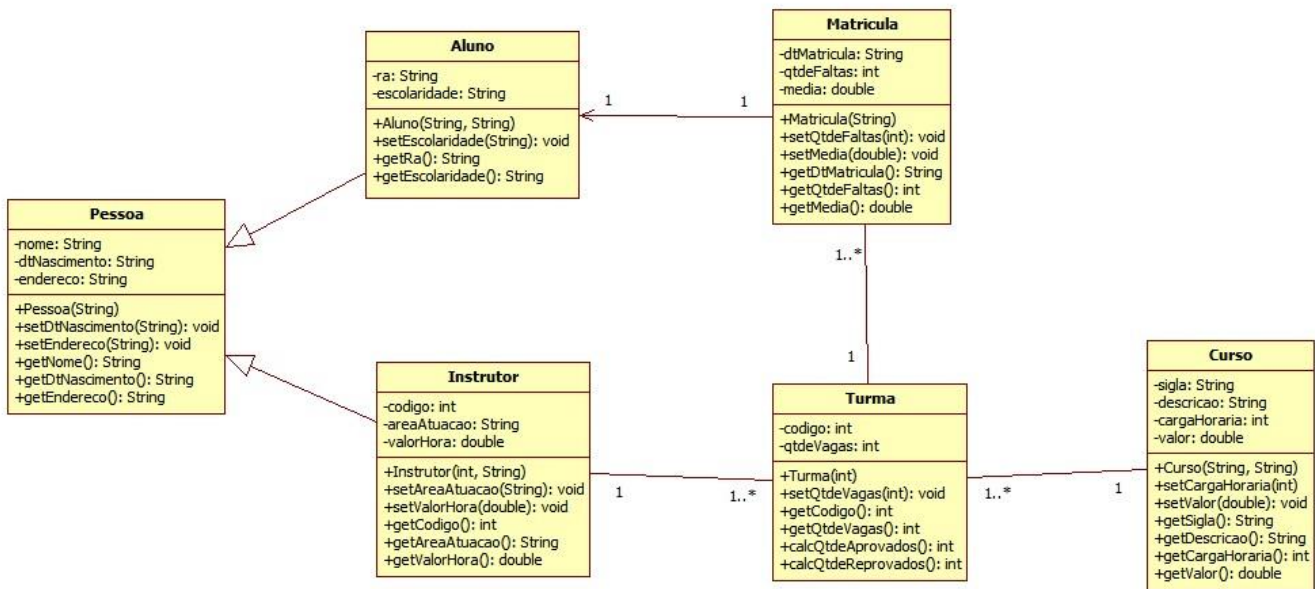 Pessoa
-nome: String
-dtNascimento: String
-endereco: String
+Pessoa(String)
+setDtNascimento(String): void
+setEndereco(String): void
+getNome(): String
+getDtNascimento(): String
+getEndereco(): String
Aluno
-ra: String
-escolaridade: String
+Aluno(String, String)
+setEscolaridade(String): void
+getRa(): String
+getEscolaridade(): String
1
1
Matricula
-dtMatricula: String
-qtdeFaltas: int
-media: double
+Matricula(String)
+setQtdeFaltas(int): void
+setMedia(double): void
+getDtMatricula(): String
+getQtdeFaltas(): int
+getMedia(): double
1..*
1
Instrutor
-codigo: int
-areaAtuacao: String
-valorHora: double
+Instrutor(int, String)
+setAreaAtuacao(String): void
+setValorHora(double): void
+getCodigo(): int
+getAreaAtuacao(): String
+getValorHora(): double
1
1..*
Turma
-codigo: int
-qtdeVagas: int
+Turma(int)
+setQtdeVagas(int): void
+getCodigo(): int
+getQtdeVagas(): int
+calcQtdeAprovados(): int
+calcQtdeReprovados(): int
1..*
1
Curso
-sigla: String
-descricao: String
-cargaHoraria: int
-valor: double
+Curso(String, String)
+setCargaHoraria(int)
+setValor(double): void
+getSigla(): String
+getDescricao(): String
+getCargaHoraria(): int
+getValor(): double